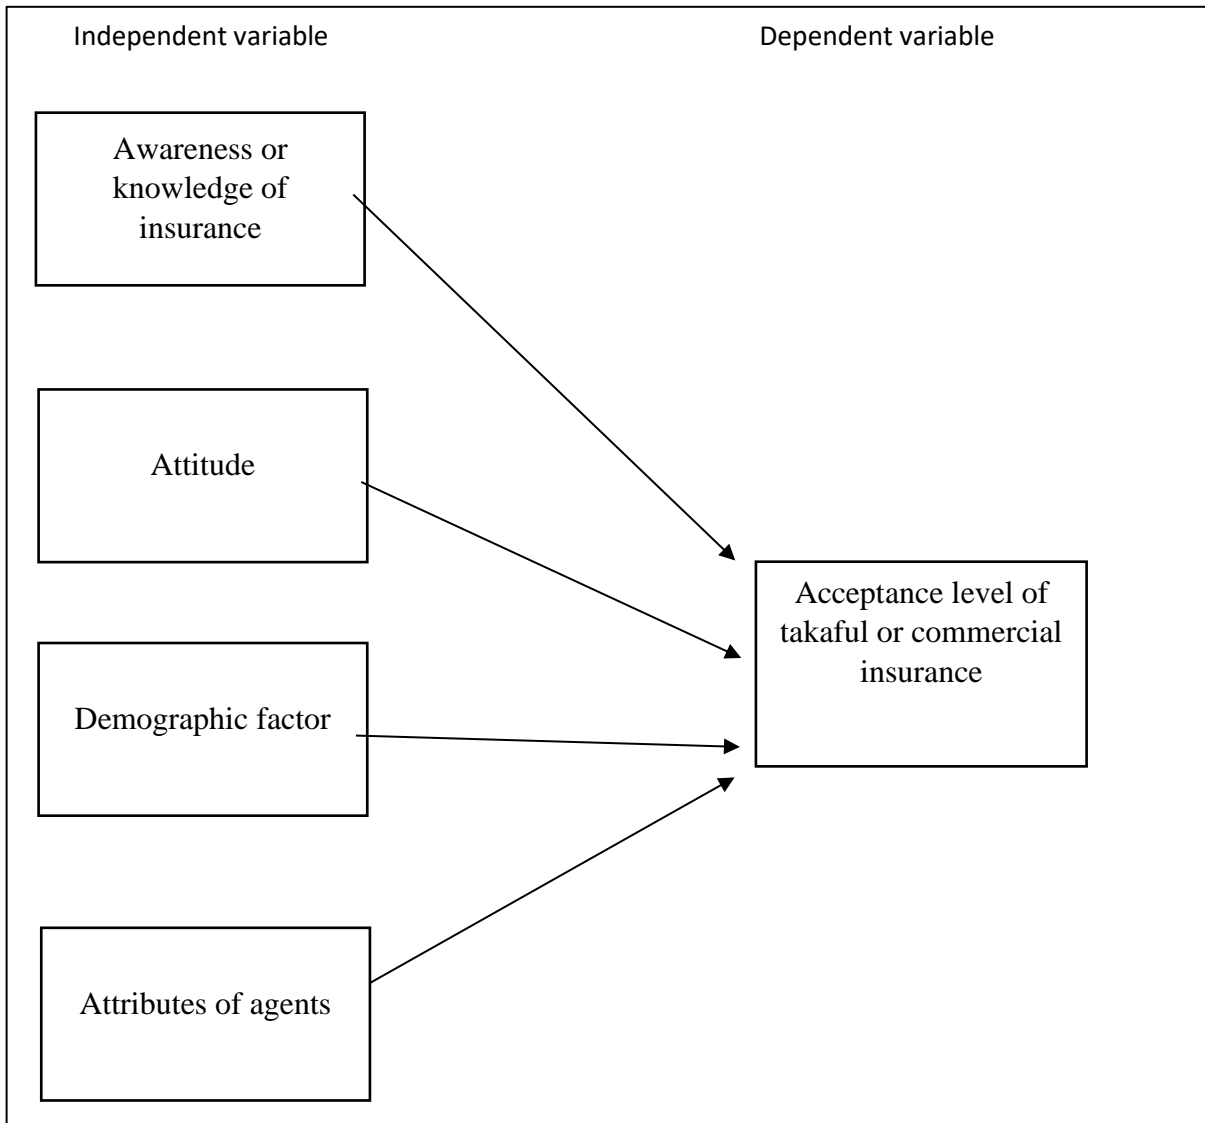 Independent variable
Dependent variable
Awareness or
knowledge of
insurance
Attitude
Demographic factor
Attributes of agents
Acceptance level of
takaful or commercial
insurance